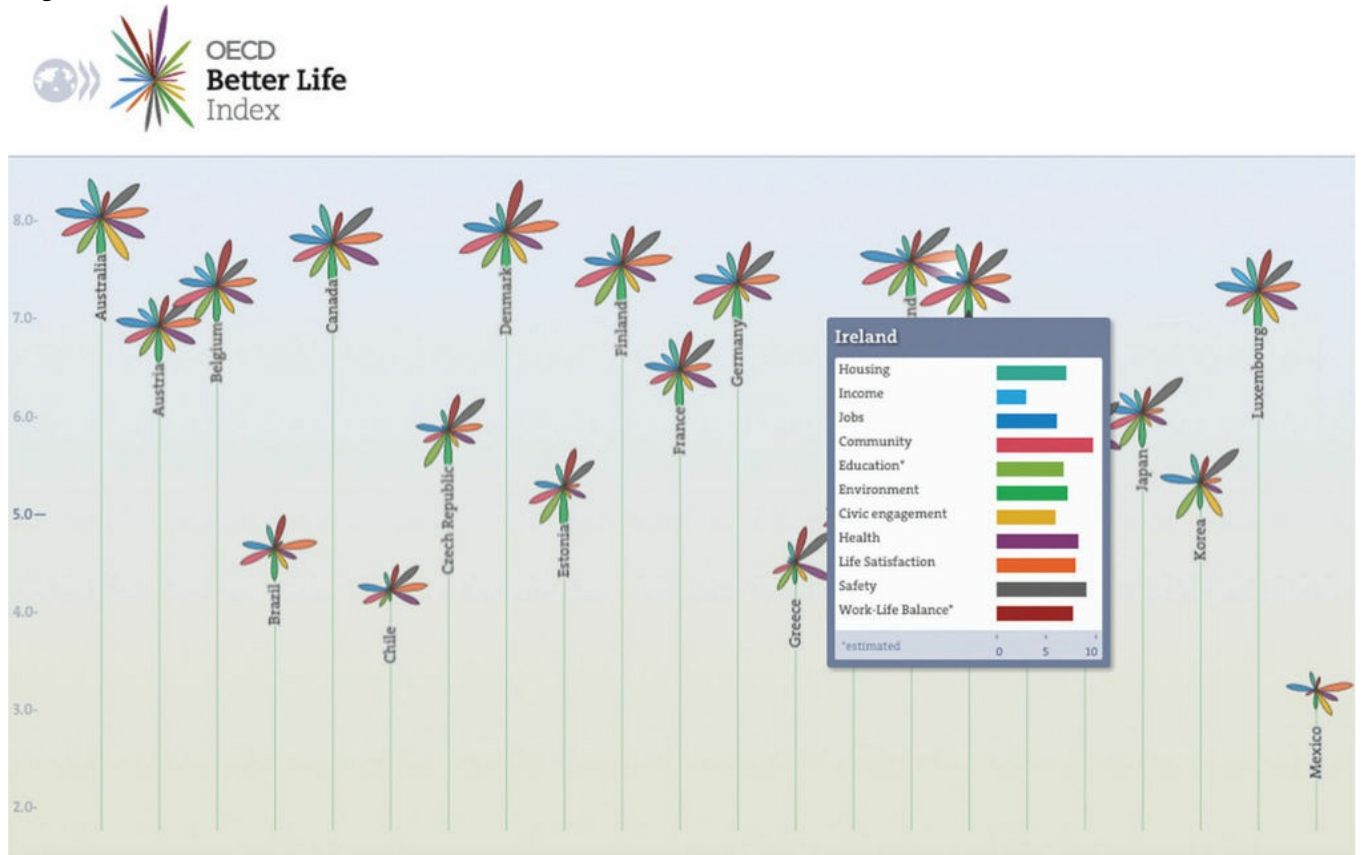 OECD
Better Life
Index
8.0-
7.0-
6.0-
5.0—
4.0-
3.0-
2.0-
Australia
Austria
Belgium
Brazil
Canada
Chile
Czech Republic
Denmark
Estonia
Finland
France
Germany
Greece
nd
Ireland
Housing
Income
Jobs
Community
Education*
Environment
Civic engagement
Health
Life Satisfaction
Safety
Work-Life Balance*
*estimated
0 5 10
Japan
Korea
Luxembourg
Mexico